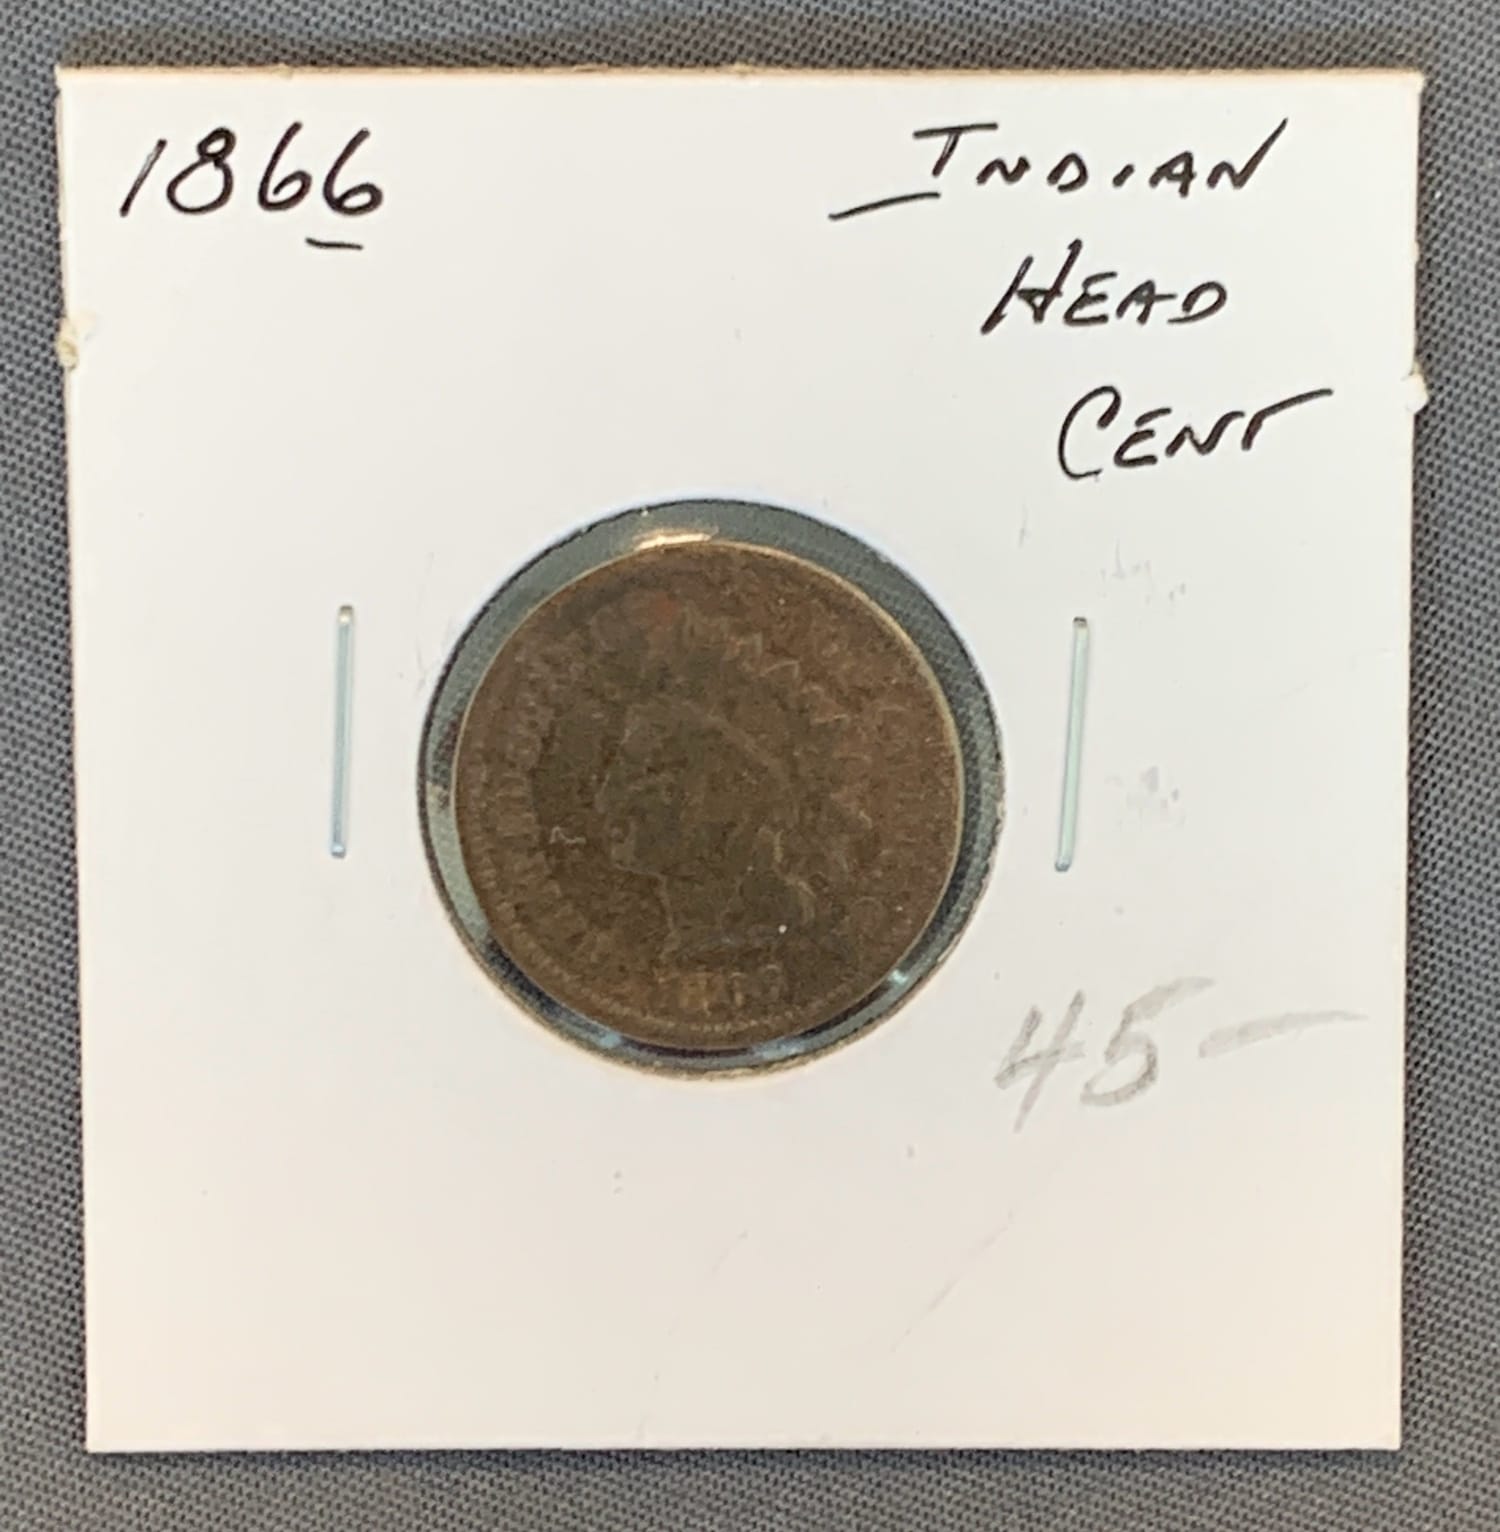 1866
INDIAN
HEAD
CENT
45-